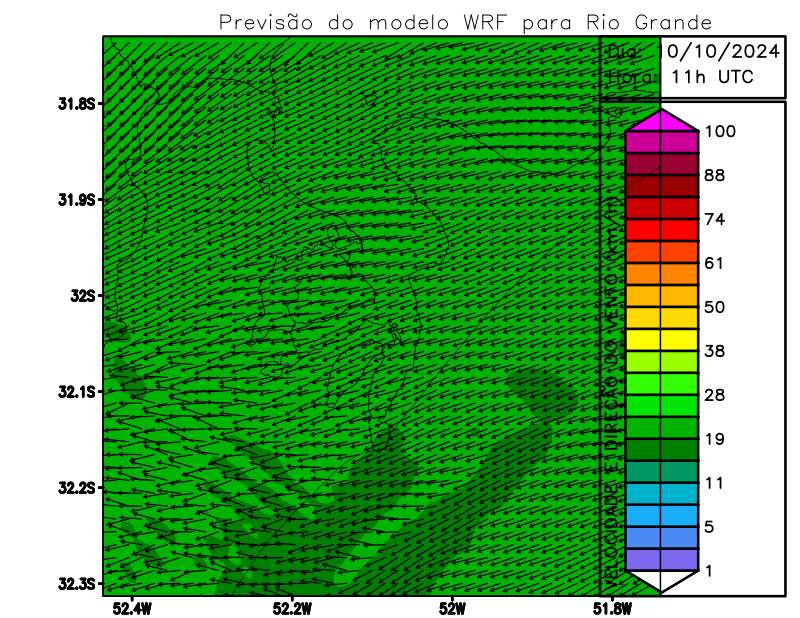 Previsão do modelo WRF para Rio Grande
Dia: 10/10/2024
Hora: 11h UTC
31.8S
31.9S
32S
32.1S
32.2S
32.3S
52.4W
52.2W
52W
51.8W
VELOCIDADE E DIREÇÃO DO VENTO (km/h)
100
88
74
61
50
38
28
19
11
5
1